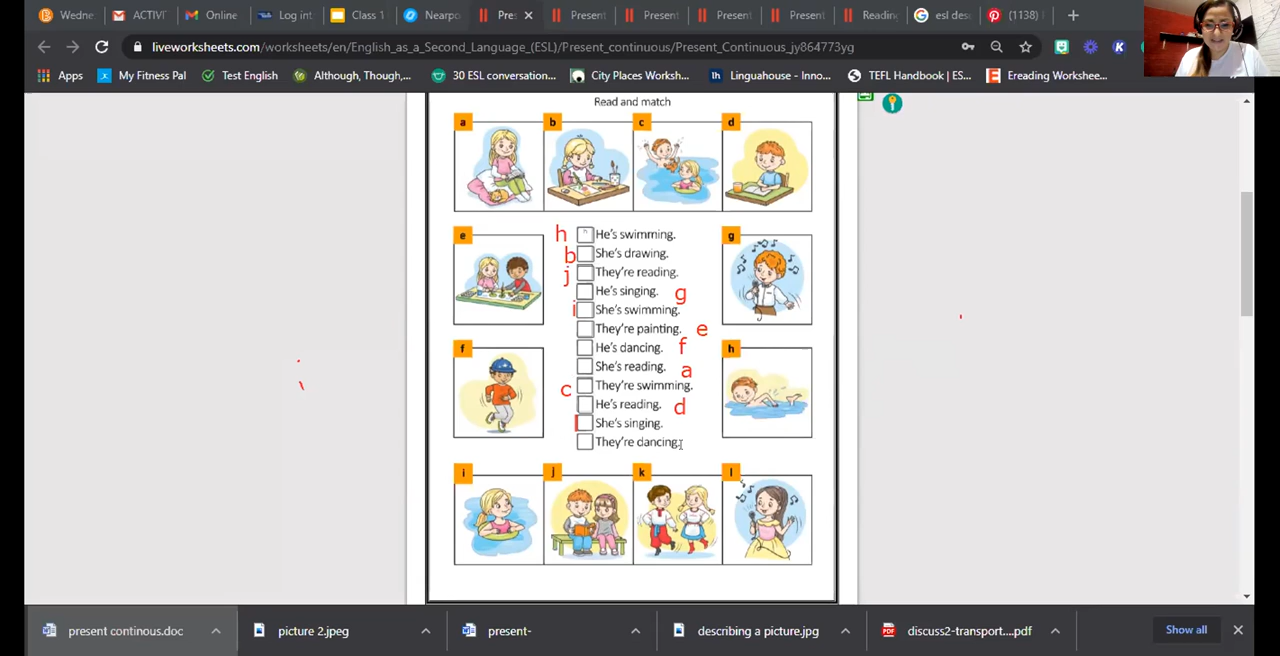 Wedne
ACTIVI
Online
Log int
Class 1
Nearpo
Pres
Present
Present
Present
Present
Reading
esl des
(1138)
liveworksheets.com/worksheets/en/English_as_a_Second_Language_(ESL)/Present_continuous/Present_Continuous_jy864773yg
Apps
My Fitness Pal
Test English
Although, Though,...
30 ESL conversation...
City Places Worksh...
Linguahouse - Inno...
TEFL Handbook | ES...
Ereading Workshee...
Read and match
a b c d
e
g
h h He's swimming.
b She's drawing.
j They're reading.
He's singing. g
i She's swimming.
They're painting. e
f
h
He's dancing. f
She's reading. a
c They're swimming.
He's reading. d
l She's singing.
They're dancing.
i j k l
present continous.doc
picture 2.jpeg
present-
describing a picture.jpg
discuss2-transport....pdf
Show all